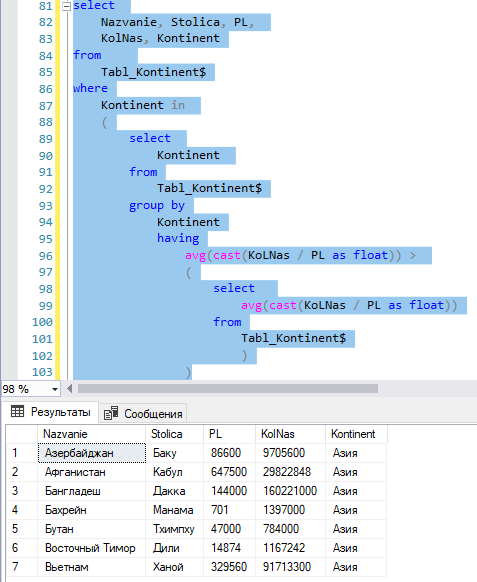 81 select
82 Nazvanie, Stolica, PL,
83 KolNas, Kontinent
84 from
85 Tabl_Kontinent$
86 where
87 Kontinent in
88 (
89 select
90 Kontinent
91 from
92 Tabl_Kontinent$
93 group by
94 Kontinent
95 having
96 avg(cast(KoLNas / PL as float)) >
97 (
98 select
99 avg(cast(KoLNas / PL as float))
100 from
101 Tabl_Kontinent$
102 )
103 )
98 %
Результаты Сообщения
Nazvanie Stolica PL KolNas Kontinent
1 Азербайджан Баку 86600 9705600 Азия
2 Афганистан Кабул 647500 29822848 Азия
3 Бангладеш Дакка 144000 160221000 Азия
4 Бахрейн Манама 701 1397000 Азия
5 Бутан Тхимпху 47000 784000 Азия
6 Восточный Тимор Дили 14874 1167242 Азия
7 Вьетнам Ханой 329560 91713300 Азия